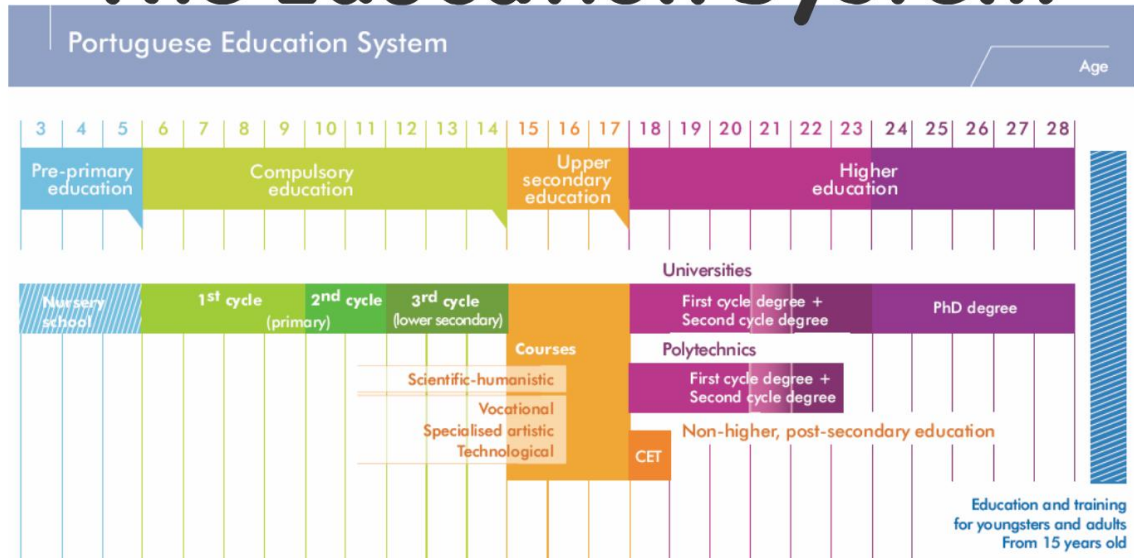 The Education System
Portuguese Education System
Age
3 4 5 6 7 8 9 10 11 12 13 14 15 16 17 18 19 20 21 22 23 24 25 26 27 28
Pre-primary
education
Compulsory
education
Upper
secondary
education
Higher
education
Universities
Nursery
school
1st cycle
2nd cycle
(primary)
3rd cycle
(lower secondary)
First cycle degree +
Second cycle degree
PhD degree
Courses
Polytechnics
Scientific-humanistic
First cycle degree +
Second cycle degree
Vocational
Specialised artistic
Technological
Non-higher, post-secondary education
CET
Education and training
for youngsters and adults
From 15 years old